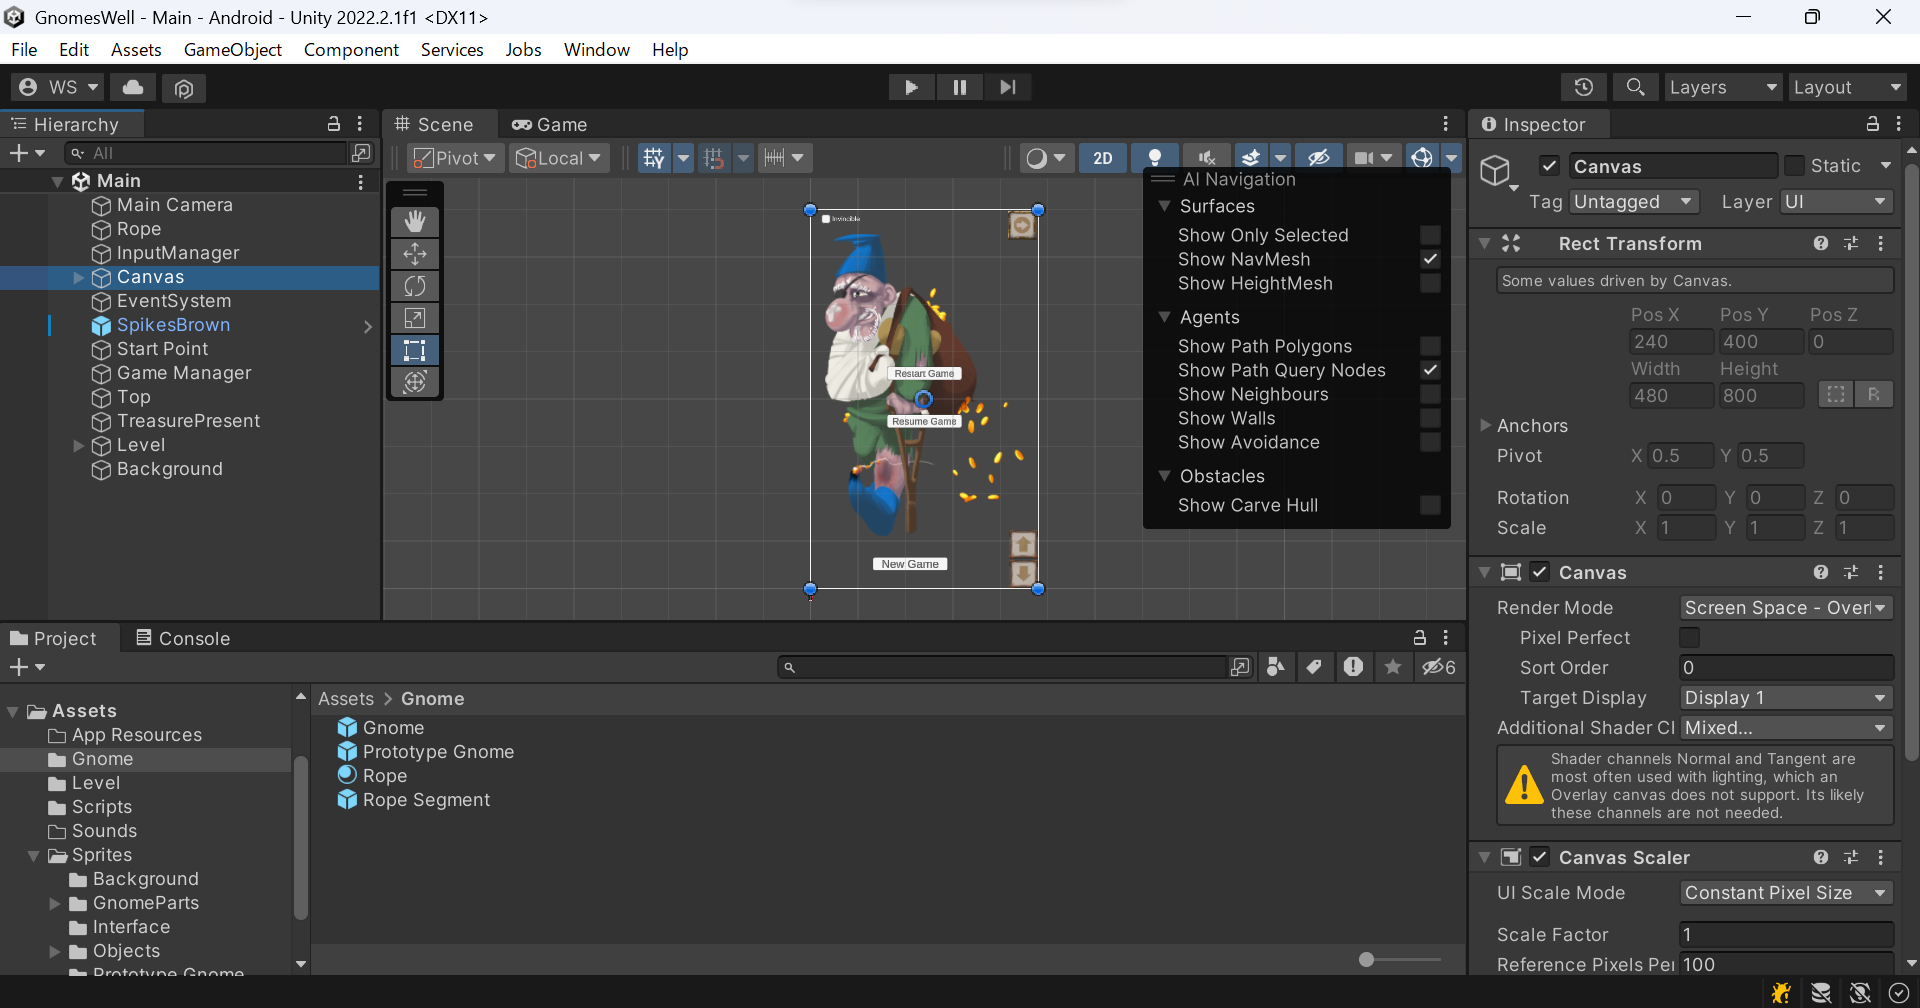 GnomesWell - Main - Android - Unity 2022.2.1f1 <DX11>
File Edit Assets GameObject Component Services Jobs Window Help
WS
Layers
Layout
Hierarchy
All
Main
Main Camera
Rope
InputManager
Canvas
EventSystem
SpikesBrown
Start Point
Game Manager
Top
TreasurePresent
Level
Background
Scene
Game
Pivot
Local
2D
Invincible
Restart Game
Resume Game
New Game
AI Navigation
Surfaces
Show Only Selected
Show NavMesh
Show HeightMesh
Agents
Show Path Polygons
Show Path Query Nodes
Show Neighbours
Show Walls
Show Avoidance
Obstacles
Show Carve Hull
Inspector
Canvas
Static
Tag Untagged Layer UI
Rect Transform
Some values driven by Canvas.
Pos X Pos Y Pos Z
240 400 0
Width Height
480 800
R
Anchors
Pivot X 0.5 Y 0.5
Rotation X 0 Y 0 Z 0
Scale X 1 Y 1 Z 1
Canvas
Render Mode Screen Space - Overl
Pixel Perfect
Sort Order 0
Target Display Display 1
Additional Shader Cl Mixed...
Shader channels Normal and Tangent are
most often used with lighting, which an
Overlay canvas does not support. Its likely
these channels are not needed.
Canvas Scaler
UI Scale Mode Constant Pixel Size
Scale Factor 1
Reference Pixels Per 100
Project
Console
6
Assets
App Resources
Gnome
Level
Scripts
Sounds
Sprites
Background
GnomeParts
Interface
Objects
Prototype Gnome
Assets > Gnome
Gnome
Prototype Gnome
Rope
Rope Segment